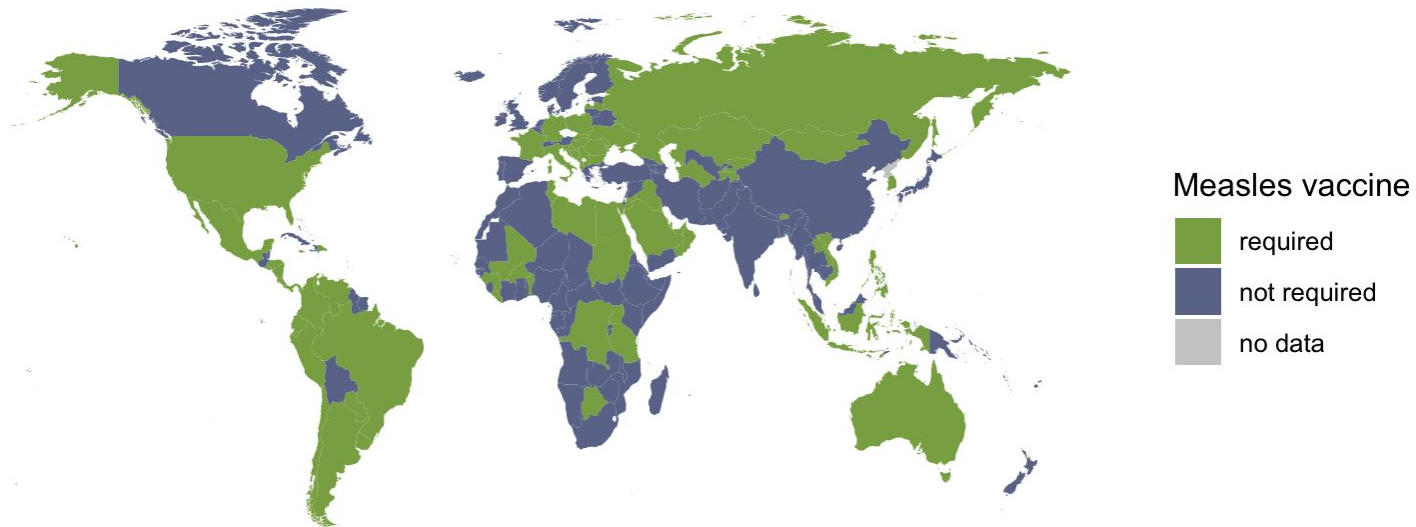 Measles vaccine
required
not required
no data